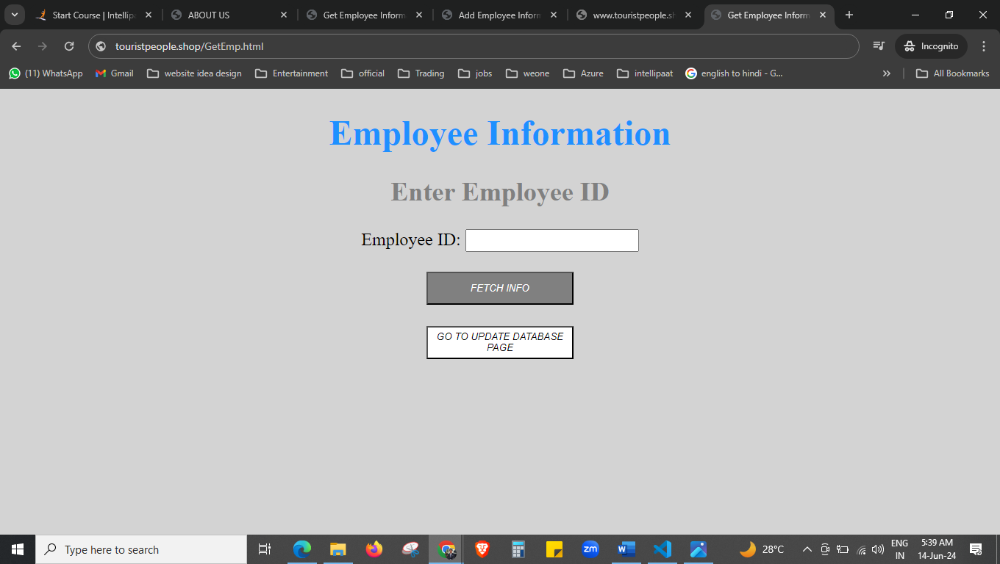 Start Course | Intellipa
ABOUT US
Get Employee Inform
Add Employee Inform
www.touristpeople.sh
Get Employee Inform
touristpeople.shop/GetEmp.html
Incognito
(11) WhatsApp
Gmail
website idea design
Entertainment
official
Trading
jobs
weone
Azure
intellipaat
english to hindi - G...
All Bookmarks
Employee Information
Enter Employee ID
Employee ID:
FETCH INFO
GO TO UPDATE DATABASE
PAGE
Type here to search
zm
28°C
ENG
IN
5:39 AM
14-Jun-24